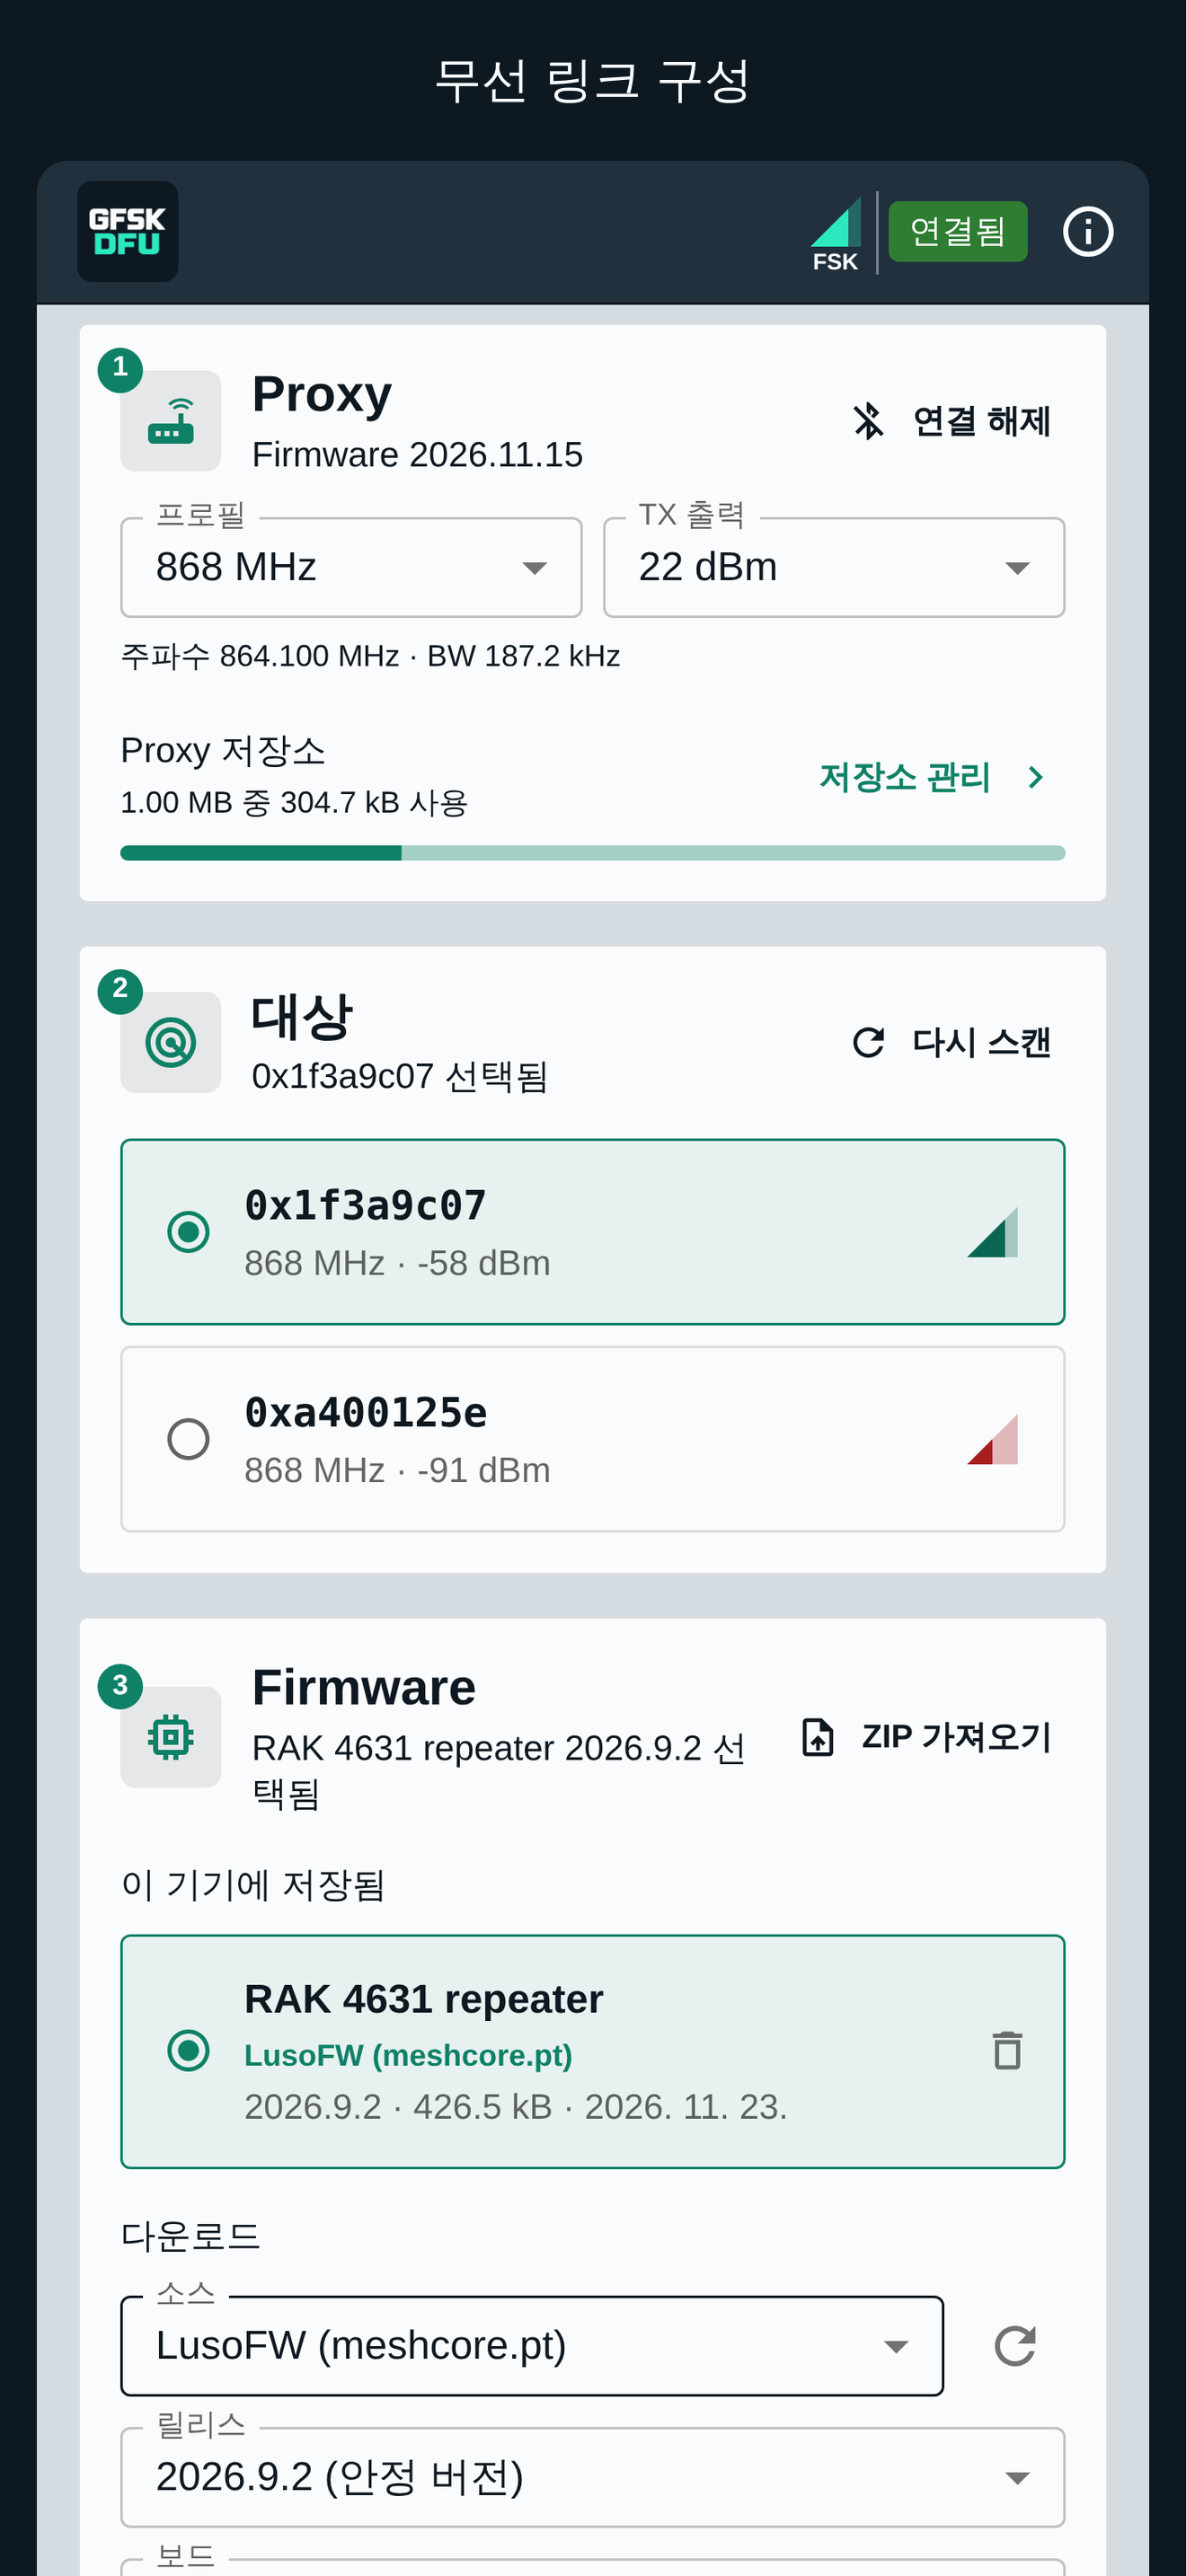 무선 링크 구성
GFSK
DFU
FSK
연결됨
1
Proxy
Firmware 2026.11.15
연결 해제
프로필
TX 출력
868 MHz
22 dBm
주파수 864.100 MHz · BW 187.2 kHz
Proxy 저장소
1.00 MB 중 304.7 kB 사용
저장소 관리
2
대상
0x1f3a9c07 선택됨
다시 스캔
0x1f3a9c07
868 MHz · -58 dBm
0xa400125e
868 MHz · -91 dBm
3
Firmware
RAK 4631 repeater 2026.9.2 선
택됨
ZIP 가져오기
이 기기에 저장됨
RAK 4631 repeater
LusoFW (meshcore.pt)
2026.9.2 · 426.5 kB · 2026. 11. 23.
다운로드
소스
LusoFW (meshcore.pt)
릴리스
2026.9.2 (안정 버전)
보드